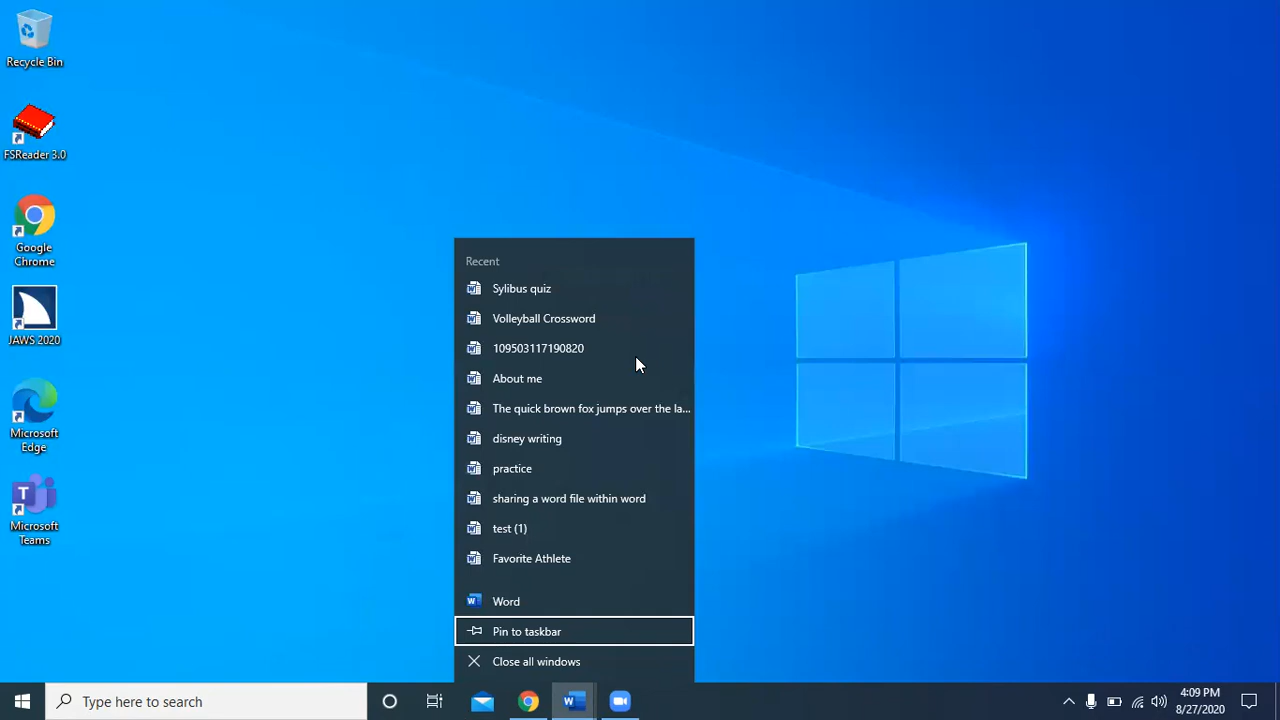 Recycle Bin
FSReader 3.0
Google
Chrome
JAWS 2020
Microsoft
Edge
Microsoft
Teams
Recent
Sylibus quiz
Volleyball Crossword
109503117190820
About me
The quick brown fox jumps over the la...
disney writing
practice
sharing a word file within word
test (1)
Favorite Athlete
Word
Pin to taskbar
Close all windows
Type here to search
4:09 PM
8/27/2020